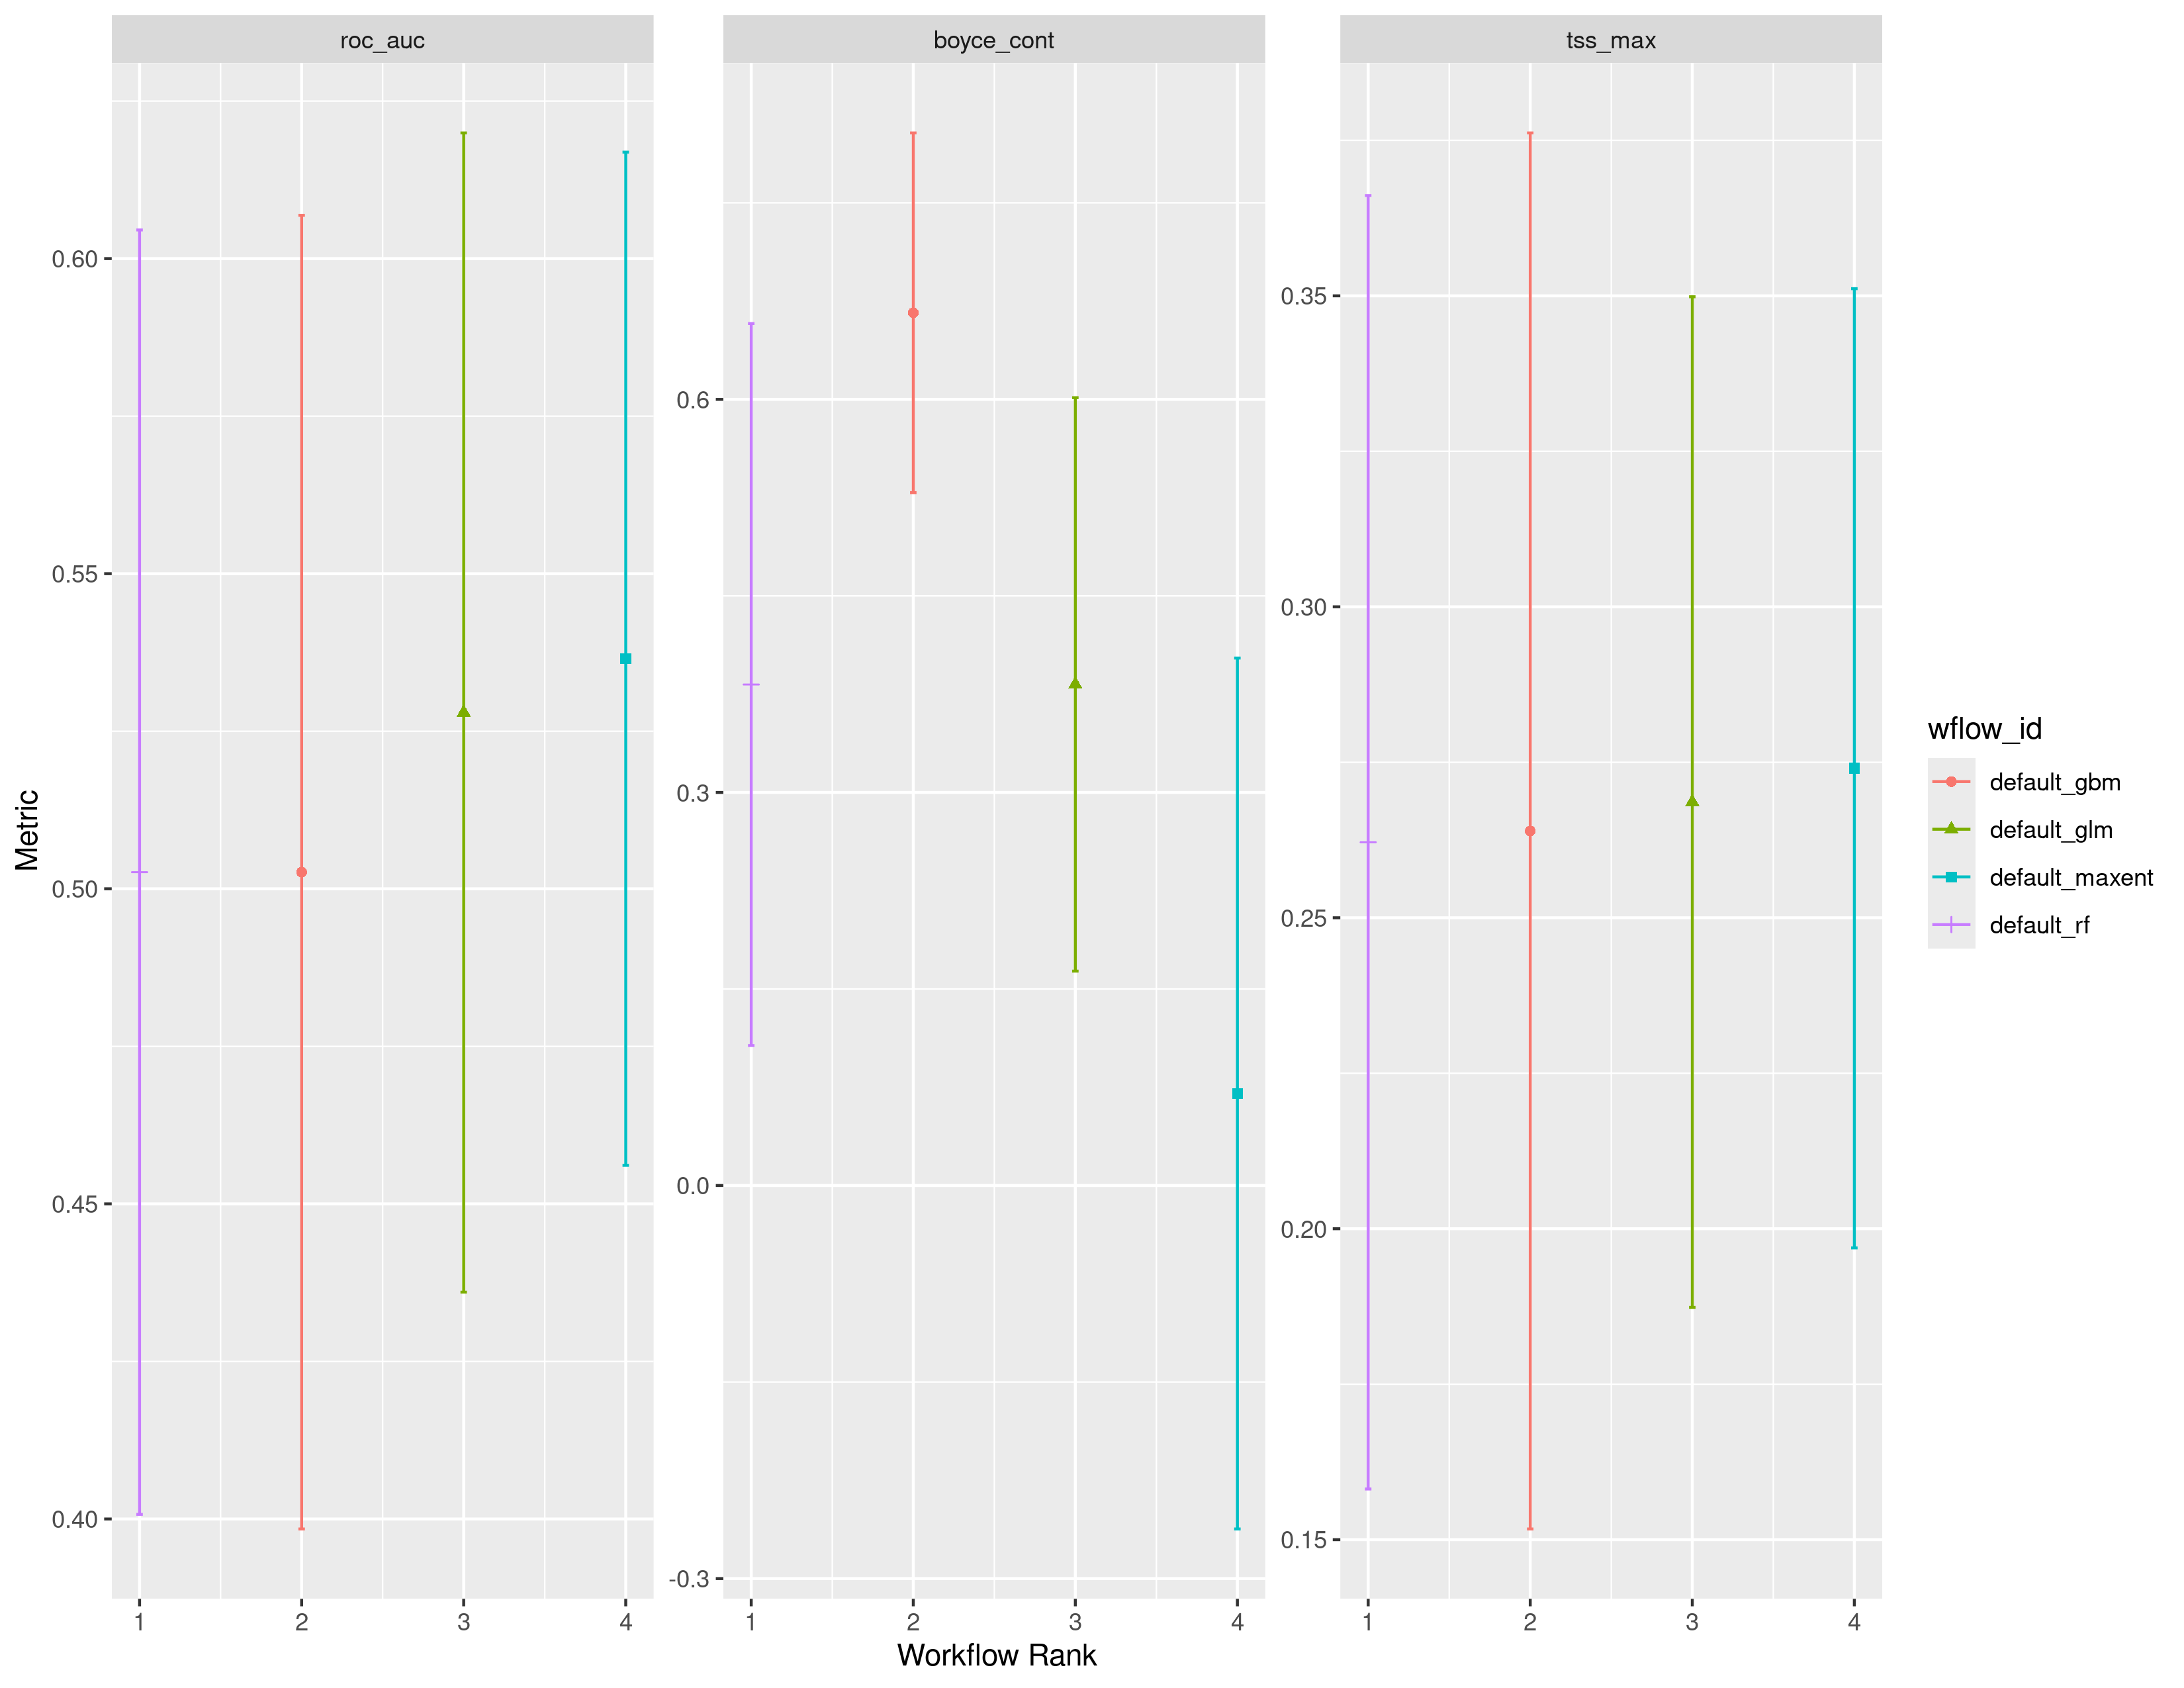 roc_auc
boyce_cont
tss_max
Metric
0.60
0.55
0.50
0.45
0.40
0.6
0.3
0.0
-0.3
0.35
0.30
0.25
0.20
0.15
1 2 3 4
1 2 3 4
1 2 3 4
Workflow Rank
wflow_id
default_gbm
default_glm
default_maxent
default_rf